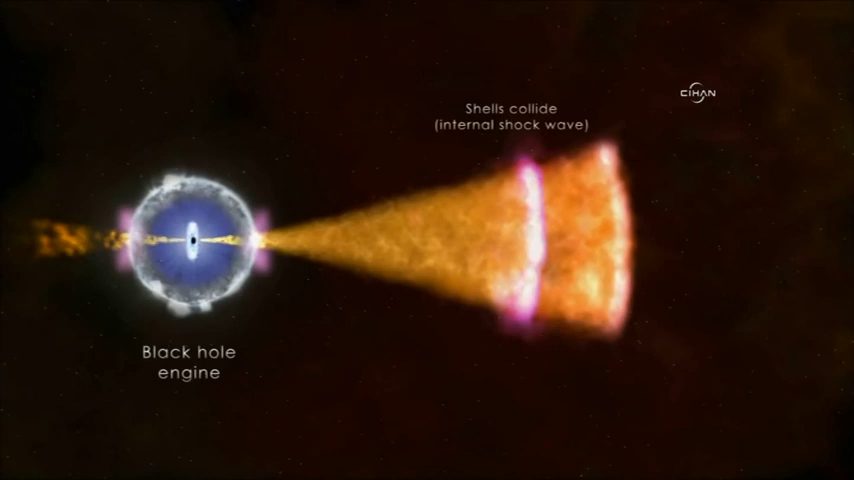 CIHAN
Shells collide
(internal shock wave)
Black hole
engine